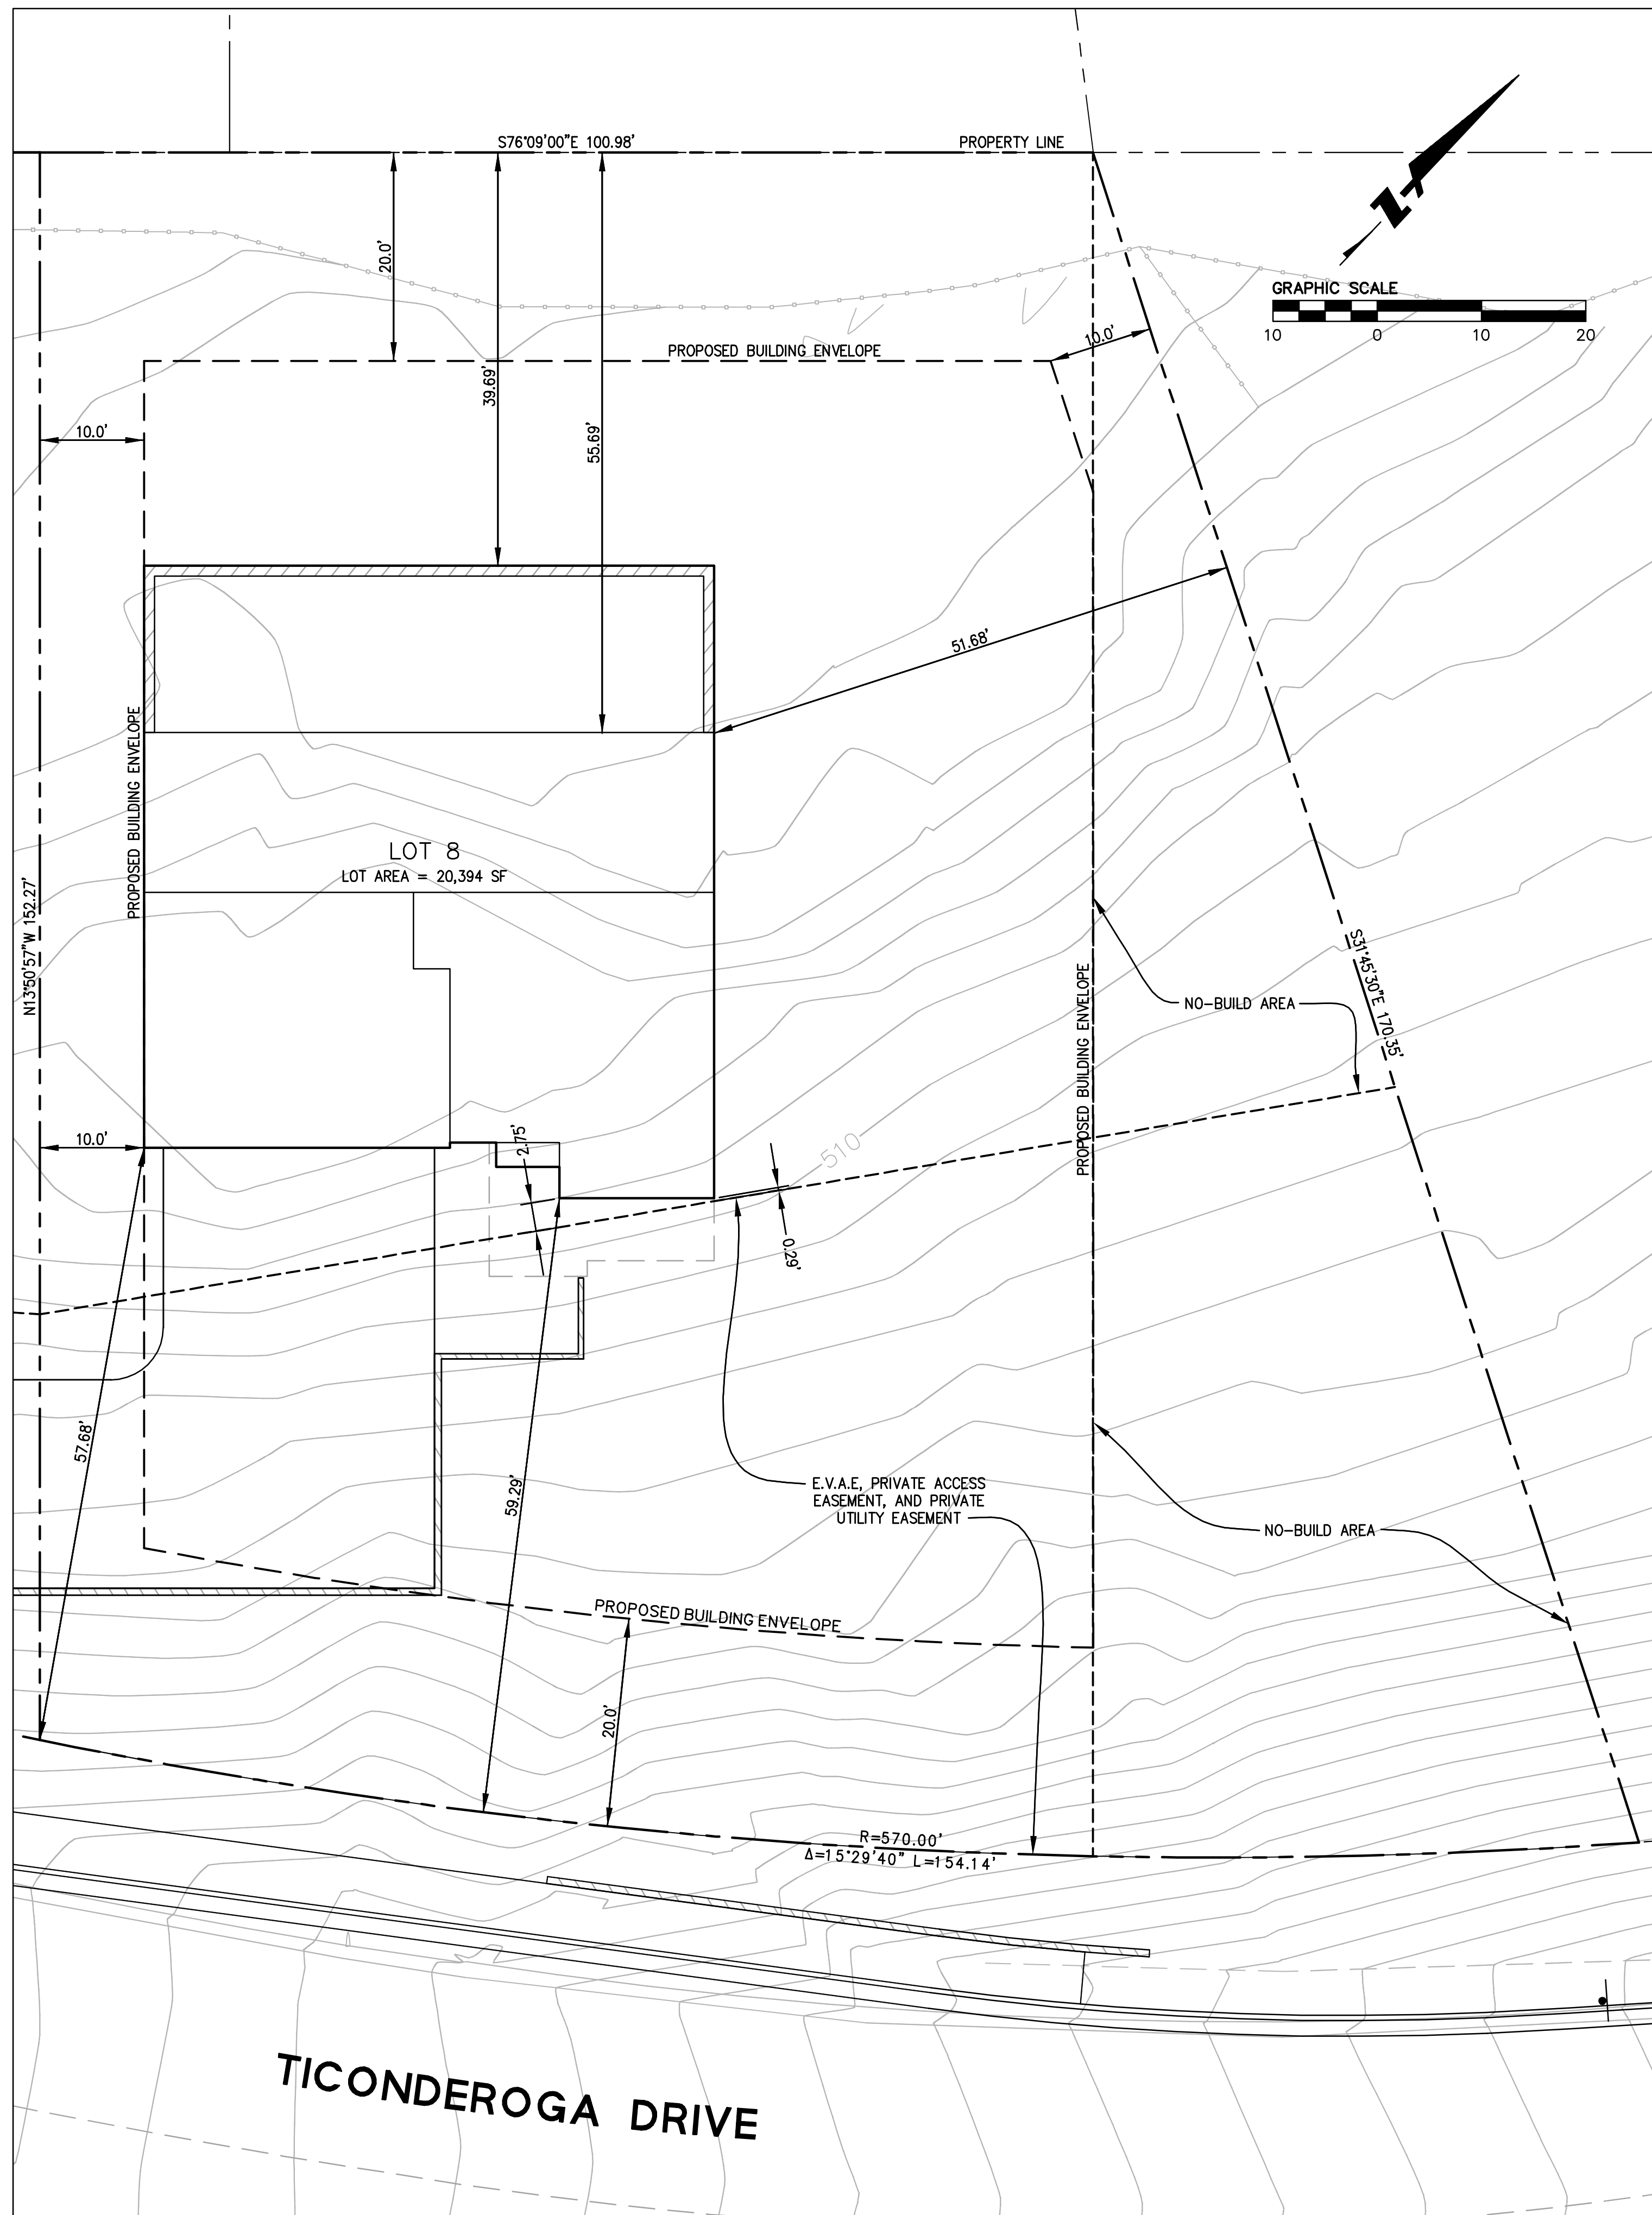 S76°09'00"E 100.98'
PROPERTY LINE
N
20.0'
GRAPHIC SCALE
10 0 10 20
10.0'
PROPOSED BUILDING ENVELOPE
39.69'
55.69'
10.0'
51.68'
PROPOSED BUILDING ENVELOPE
LOT 8
LOT AREA = 20,394 SF
N13°50'57"W 152.27'
S31°45'30"E 170.35'
NO-BUILD AREA
PROPOSED BUILDING ENVELOPE
10.0'
2.75'
510
0.29'
57.68'
59.29'
E.V.A.E, PRIVATE ACCESS
EASEMENT, AND PRIVATE
UTILITY EASEMENT
NO-BUILD AREA
PROPOSED BUILDING ENVELOPE
20.0'
R=570.00'
Δ=15°29'40" L=154.14'
TICONDEROGA DRIVE